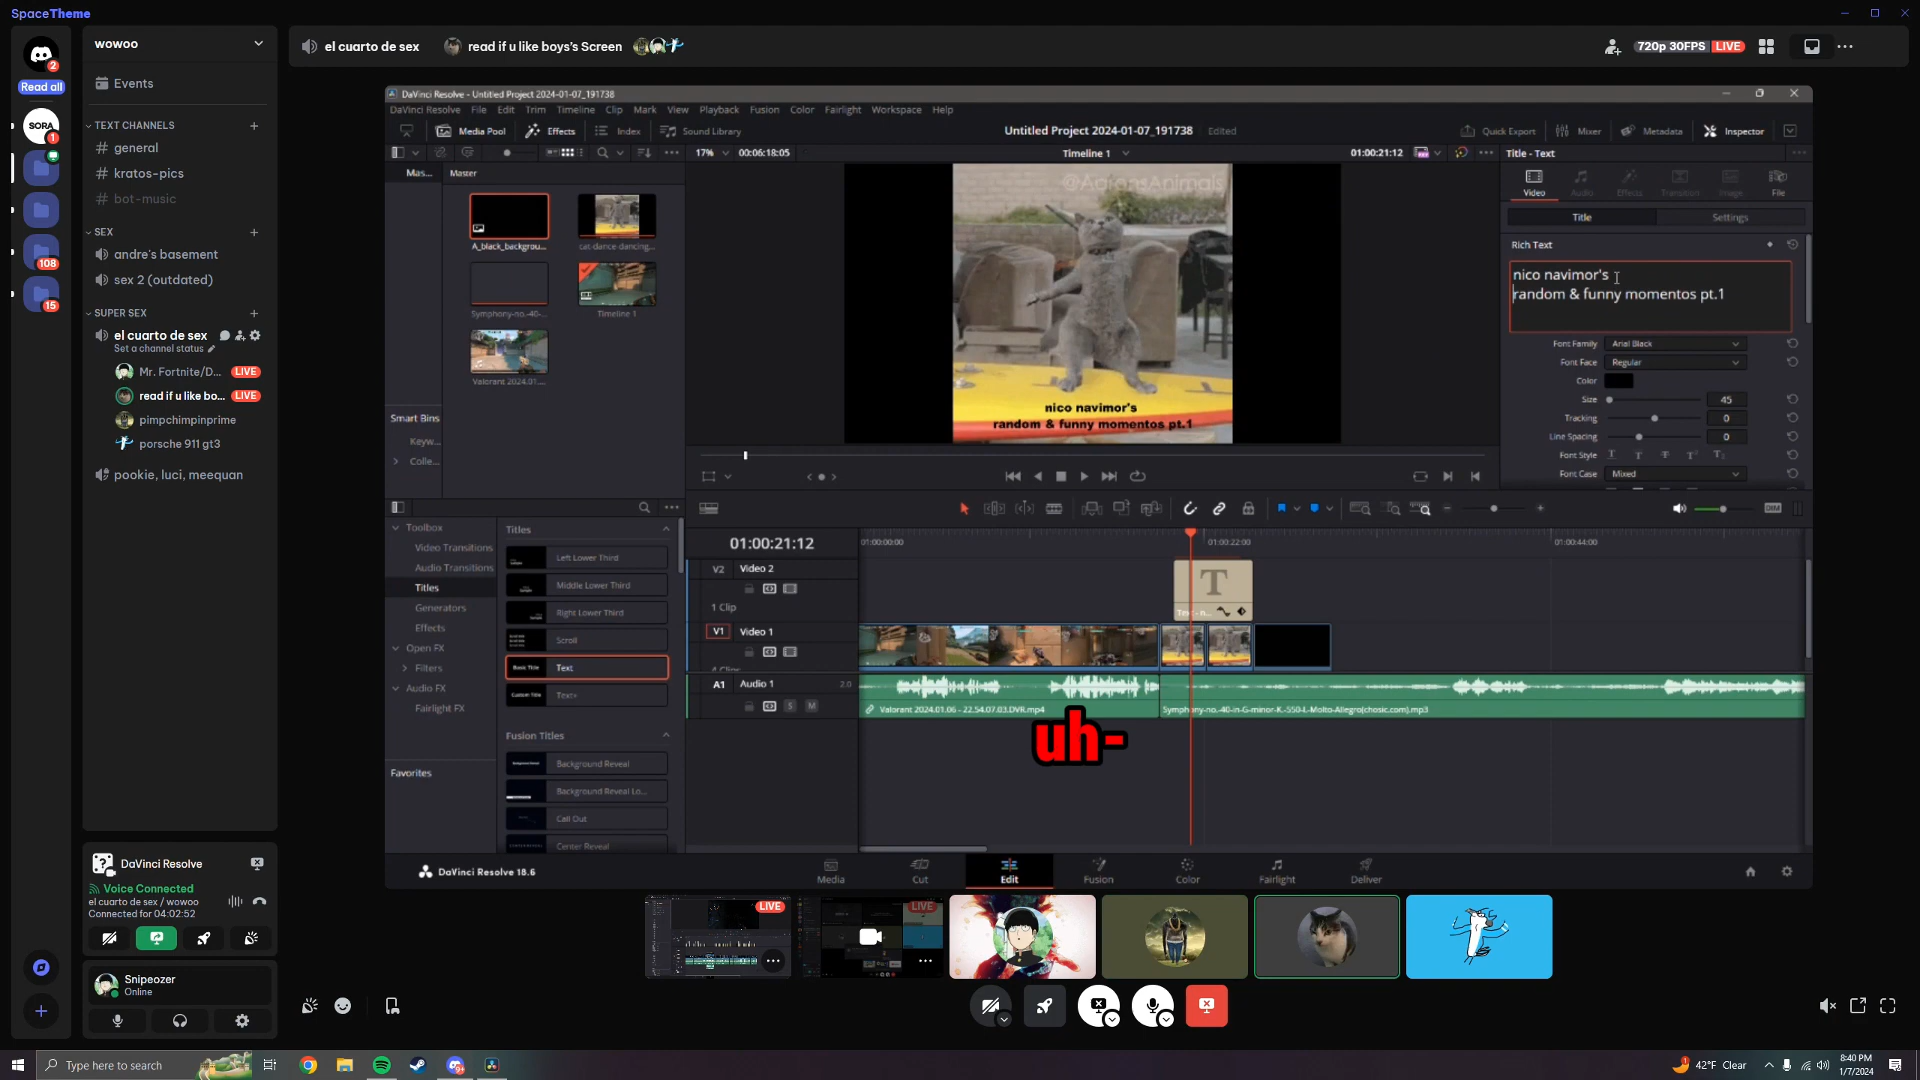 SpaceTheme
2
Read all
SORA
1
108
15
wowoo
Events
TEXT CHANNELS
general
kratos-pics
bot-music
SEX
andre's basement
sex 2 (outdated)
SUPER SEX
el cuarto de sex
Set a channel status
Mr. Fortnite/D... LIVE
read if u like bo... LIVE
pimpchimpinprime
porsche 911 gt3
pookie, luci, meequan
DaVinci Resolve
Voice Connected
el cuarto de sex / wowoo
Connected for 04:02:52
Snipeozer
Online
el cuarto de sex read if u like boys's Screen 720p 30FPS LIVE
DaVinci Resolve - Untitled Project 2024-01-07_191738
DaVinci Resolve File Edit Trim Timeline Clip Mark View Playback Fusion Color Fairlight Workspace Help
Media Pool Effects Index Sound Library Untitled Project 2024-01-07_191738 Edited Quick Export Mixer Metadata Inspector
17% 00:06:18:05 Timeline 1 01:00:21:12 Title - Text
Mas... Master
A_black_backgrou...
cat-dance-dancing...
Symphony-no.-40-...
Timeline 1
Valorant 2024.01....
Smart Bins
Keyw...
Colle...
@AaronsAnimals
nico navimor's
random & funny momentos pt.1
Video Audio Effects Transition Image File
Title Settings
Rich Text
nico navimor's
random & funny momentos pt.1
Font Family Arial Black
Font Face Regular
Color
Size 45
Tracking 0
Line Spacing 0
Font Style
Font Case Mixed
Toolbox
Video Transitions
Audio Transitions
Titles
Generators
Effects
Open FX
Filters
Audio FX
Fairlight FX
Favorites
Titles
Left Lower Third
Middle Lower Third
Right Lower Third
Scroll
Basic Title Text
Custom Title Text+
Fusion Titles
Background Reveal
Background Reveal Lo...
Call Out
Center Reveal
01:00:21:12 01:00:00:00 01:00:22:00 01:00:44:00
DIM
V2 Video 2
1 Clip
T
V1 Video 1
4 Clips
A1 Audio 1 2.0
S M
Valorant 2024.01.06 - 22.54.07.03.DVR.mp4
Symphony-no.-40-in-G-minor-K.-550-I.-Molto-Allegro(chosic.com).mp3
uh-
DaVinci Resolve 18.6 Media Cut Edit Fusion Color Fairlight Deliver
LIVE
LIVE
Type here to search
42°F Clear
8:40 PM
1/7/2024